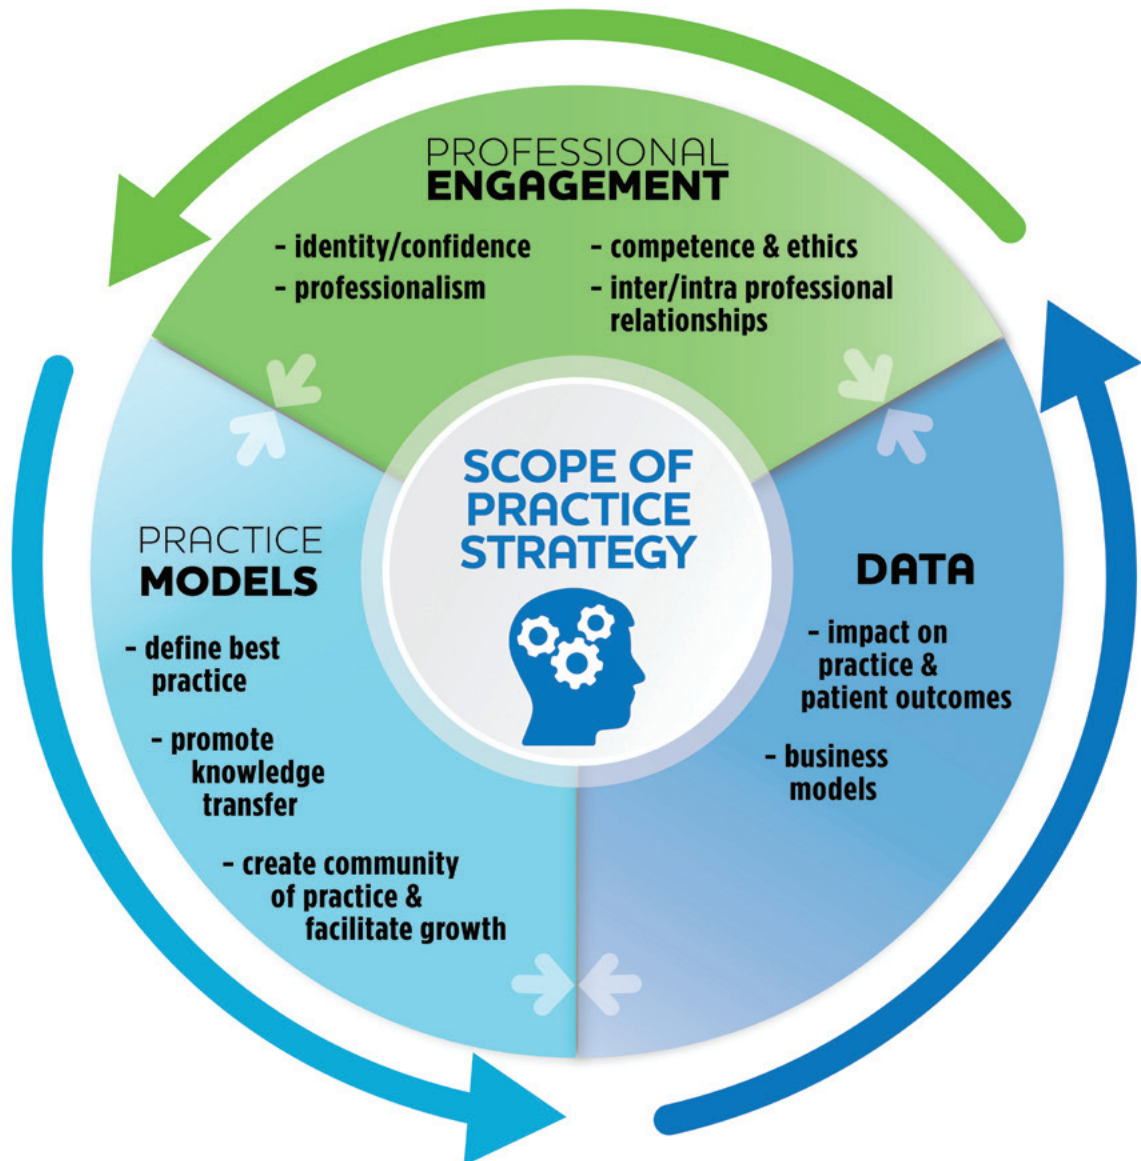 PROFESSIONAL
ENGAGEMENT
- identity/confidence
- professionalism
- competence & ethics
- inter/intra professional
relationships
SCOPE OF
PRACTICE
STRATEGY
PRACTICE
MODELS
- define best
practice
- promote
knowledge
transfer
- create community
of practice &
facilitate growth
DATA
- impact on
practice &
patient outcomes
- business
models